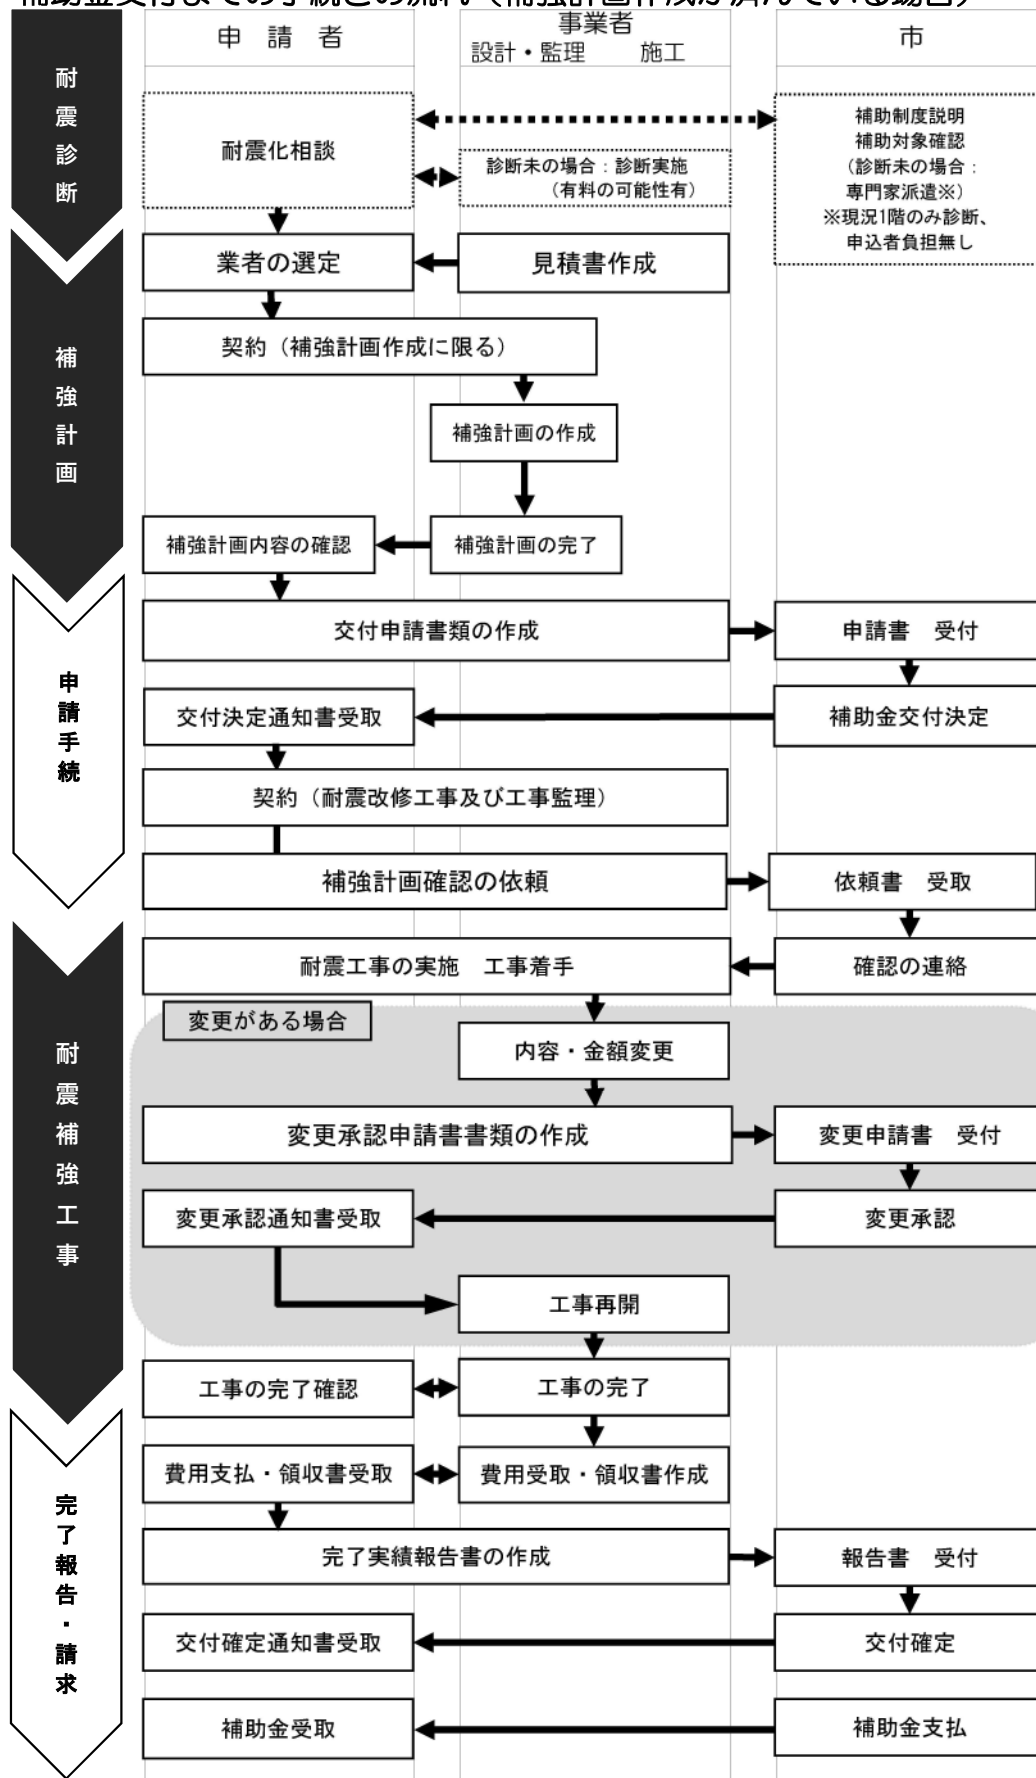 補助金交付までの手続きの流れ（補強計画作成が済んでいる場合）
申　請　者
事業者
設計・監理　　施工
市
耐震診断
耐震化相談
診断未の場合：診断実施
（有料の可能性有）
補助制度説明
補助対象確認
（診断未の場合：
専門家派遣※）
※現況1階のみ診断、
申込者負担無し
業者の選定
見積書作成
補強計画
契約（補強計画作成に限る）
補強計画の作成
補強計画内容の確認
補強計画の完了
申請手続
交付申請書類の作成
申請書　受付
交付決定通知書受取
補助金交付決定
契約（耐震改修工事及び工事監理）
補強計画確認の依頼
依頼書　受取
耐震補強工事
耐震工事の実施　工事着手
確認の連絡
変更がある場合
内容・金額変更
変更承認申請書書類の作成
変更申請書　受付
変更承認通知書受取
変更承認
工事再開
工事の完了確認
工事の完了
完了報告・請求
費用支払・領収書受取
費用受取・領収書作成
完了実績報告書の作成
報告書　受付
交付確定通知書受取
交付確定
補助金受取
補助金支払